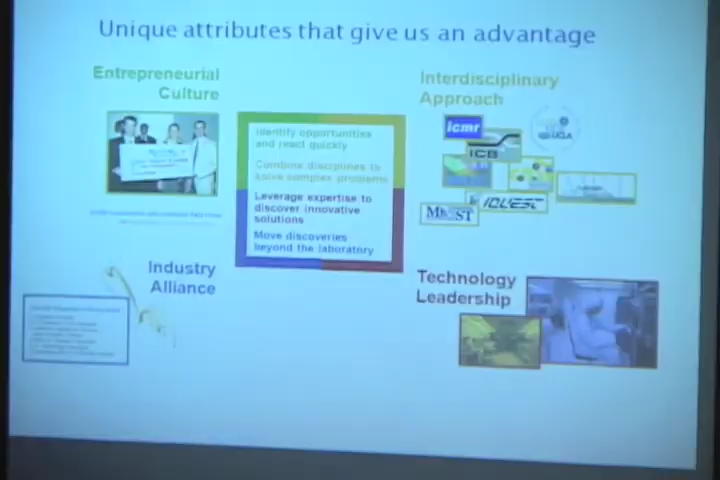 Unique attributes that give us an advantage
Entrepreneurial
Culture
Interdisciplinary
Approach
Identify opportunities
and react quickly
Combine disciplines to
solve complex problems
Leverage expertise to
discover innovative
solutions
Move discoveries
beyond the laboratory
icmr
UCLA
ICB
IQUEST
Industry
Alliance
Technology
Leadership